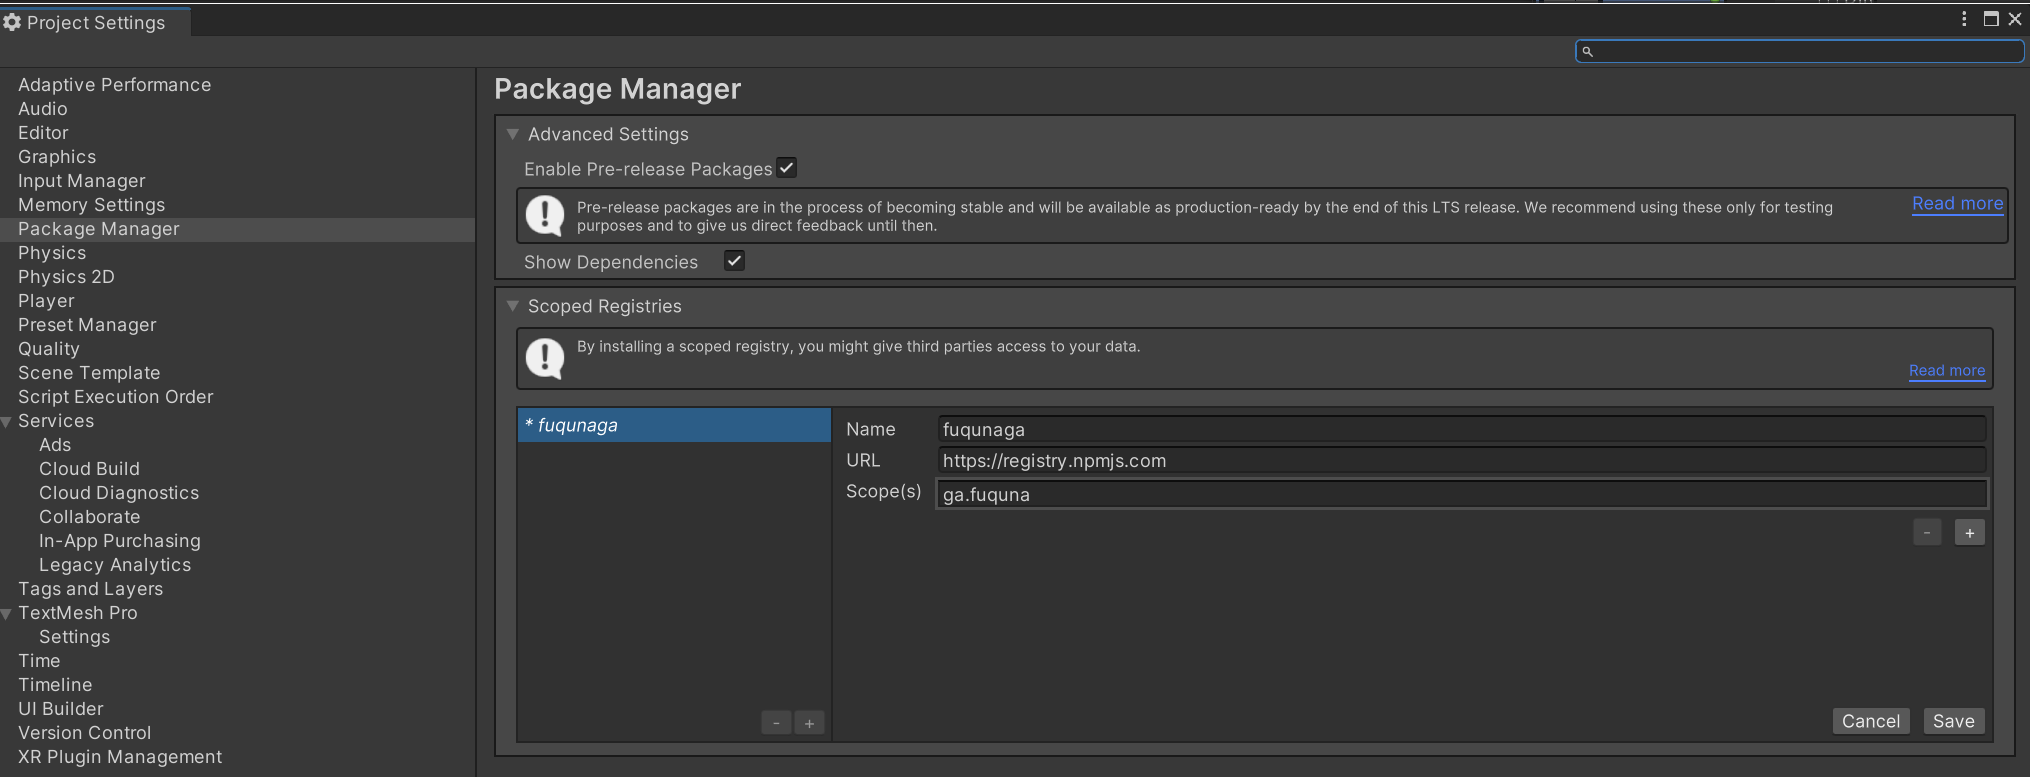 Project Settings
Adaptive Performance
Audio
Editor
Graphics
Input Manager
Memory Settings
Package Manager
Physics
Physics 2D
Player
Preset Manager
Quality
Scene Template
Script Execution Order
Services
Ads
Cloud Build
Cloud Diagnostics
Collaborate
In-App Purchasing
Legacy Analytics
Tags and Layers
TextMesh Pro
Settings
Time
Timeline
UI Builder
Version Control
XR Plugin Management
Package Manager
Advanced Settings
Enable Pre-release Packages
Pre-release packages are in the process of becoming stable and will be available as production-ready by the end of this LTS release. We recommend using these only for testing
purposes and to give us direct feedback until then.
Read more
Show Dependencies
Scoped Registries
By installing a scoped registry, you might give third parties access to your data.
Read more
* fuqunaga
- +
Name fuqunaga
URL https://registry.npmjs.com
Scope(s) ga.fuquna
- +
Cancel Save